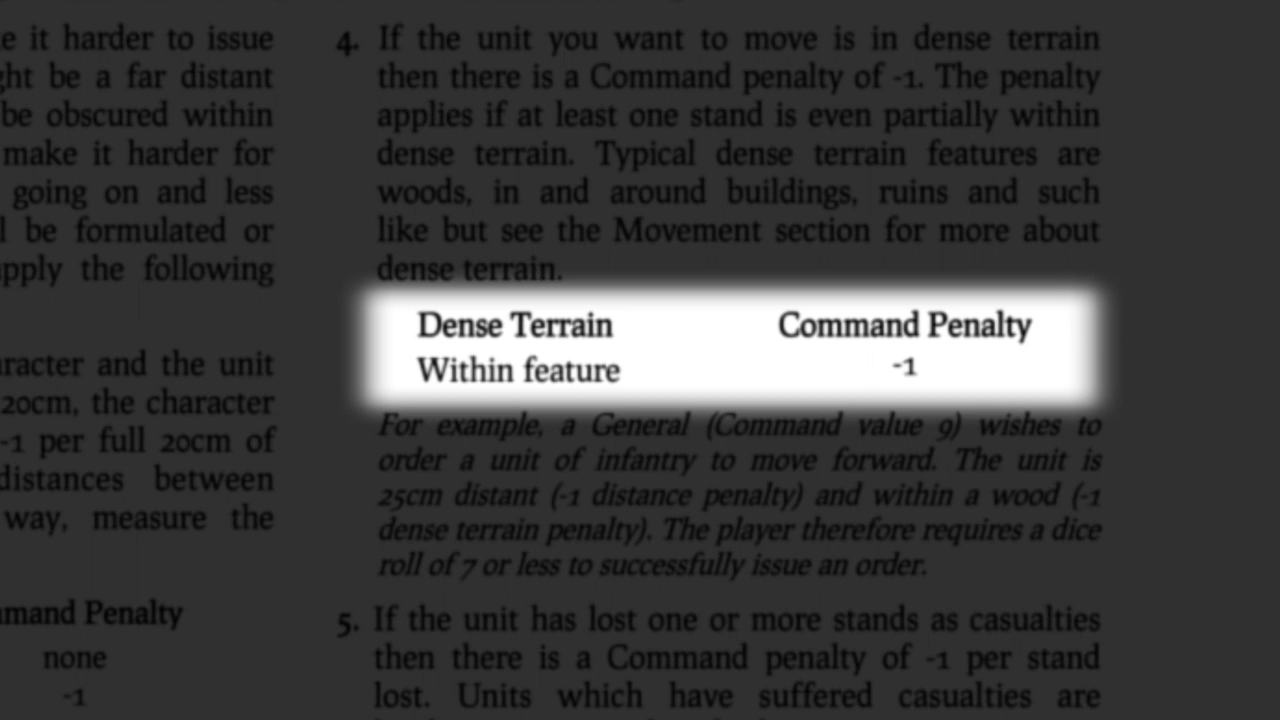 e it harder to issue
ght be a far distant
be obscured within
make it harder for
going on and less
l be formulated or
apply the following
aracter and the unit
20cm, the character
-1 per full 20cm of
distances between
way, measure the
mmand Penalty
none
-1
4. If the unit you want to move is in dense terrain
then there is a Command penalty of -1. The penalty
applies if at least one stand is even partially within
dense terrain. Typical dense terrain features are
woods, in and around buildings, ruins and such
like but see the Movement section for more about
dense terrain.
Dense Terrain Command Penalty
Within feature -1
For example, a General (Command value 9) wishes to
order a unit of infantry to move forward. The unit is
25cm distant (-1 distance penalty) and within a wood (-1
dense terrain penalty). The player therefore requires a dice
roll of 7 or less to successfully issue an order.
5. If the unit has lost one or more stands as casualties
then there is a Command penalty of -1 per stand
lost. Units which have suffered casualties are